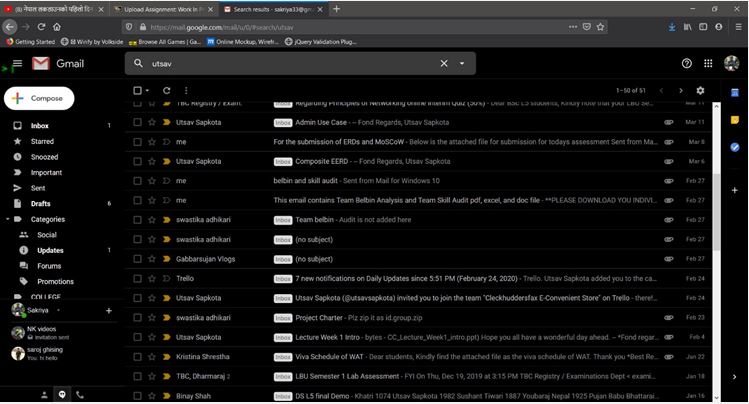 (8) नेपाल लकडाउनको पहिलो दिन
Upload Assignment: Work In P
Search results - sakriya33@gm
https://mail.google.com/mail/u/0/#search/utsav
Getting Started
Wirify by Volkside
Browse All Games | Ba...
Online Mockup, Wirefr...
jQuery Validation Plug...
Gmail
utsav
Compose
1–50 of 51
Inbox 1
Starred
Snoozed
Important
Sent
Drafts 6
Categories
Social
Updates 1
Forums
Promotions
COLLEGE
Sakriya
NK videos
Invitation sent
saroj ghising
You: hi hello
TBC Registry / Exam. Inbox Regarding Principles of Networking online Interim Quiz (50%) - Dear BSc L5 students, Kindly note that your LBU Se... Mar 11
Utsav Sapkota Inbox Admin Use Case - -- Fond Regards, Utsav Sapkota Mar 11
me For the submission of ERDs and MoSCoW - Below is the attached file for submission for todays assessment Sent from Ma... Mar 8
Utsav Sapkota Inbox Composite EERD - -- Fond Regards, Utsav Sapkota Mar 6
me belbin and skill audit - Sent from Mail for Windows 10 Feb 27
me This email contains Team Belbin Analysis and Team Skill Audit pdf, excel, and doc file - **PLEASE DOWNLOAD YOU INDIVI... Feb 27
swastika adhikari Inbox Team belbin - Audit is not added here Feb 27
swastika adhikari Inbox (no subject) Feb 27
Gabbarsujan Vlogs Inbox (no subject) Feb 27
Trello Inbox 7 new notifications on Daily Updates since 5:51 PM (February 24, 2020) - Trello. Utsav Sapkota added you to the ca... Feb 24
Utsav Sapkota Inbox Utsav Sapkota (@utsavsapkota) invited you to join the team "Cleckhuddersfax E-Convenient Store" on Trello - there!... Feb 24
swastika adhikari Inbox Project Charter - Plz zip it as id.group.zip Feb 23
Utsav Sapkota Inbox Lecture Week 1 Intro - bytes - CC_Lecture_Week1_intro.ppt) Hope you all have a wonderful day ahead. -- *Fond regar... Feb 4
Kristina Shrestha Inbox Viva Schedule of WAT - Dear students, Kindly find the attached file as the viva schedule of WAT. Thank you *Best Re... Jan 22
TBC, Dharmaraj 2 Inbox LBU Semester 1 Lab Assessment - FYI On Thu, Dec 19, 2019 at 3:15 PM TBC Registry / Examinations Dept < exami... Jan 18
Binay Shah Inbox DS L5 final Demo - Khatri 1074 Utsav Sapkota 1982 Sushant Tiwari 1887 Youbaraj Nepal 1925 Pujan Babu Bhattarai... Jan 16